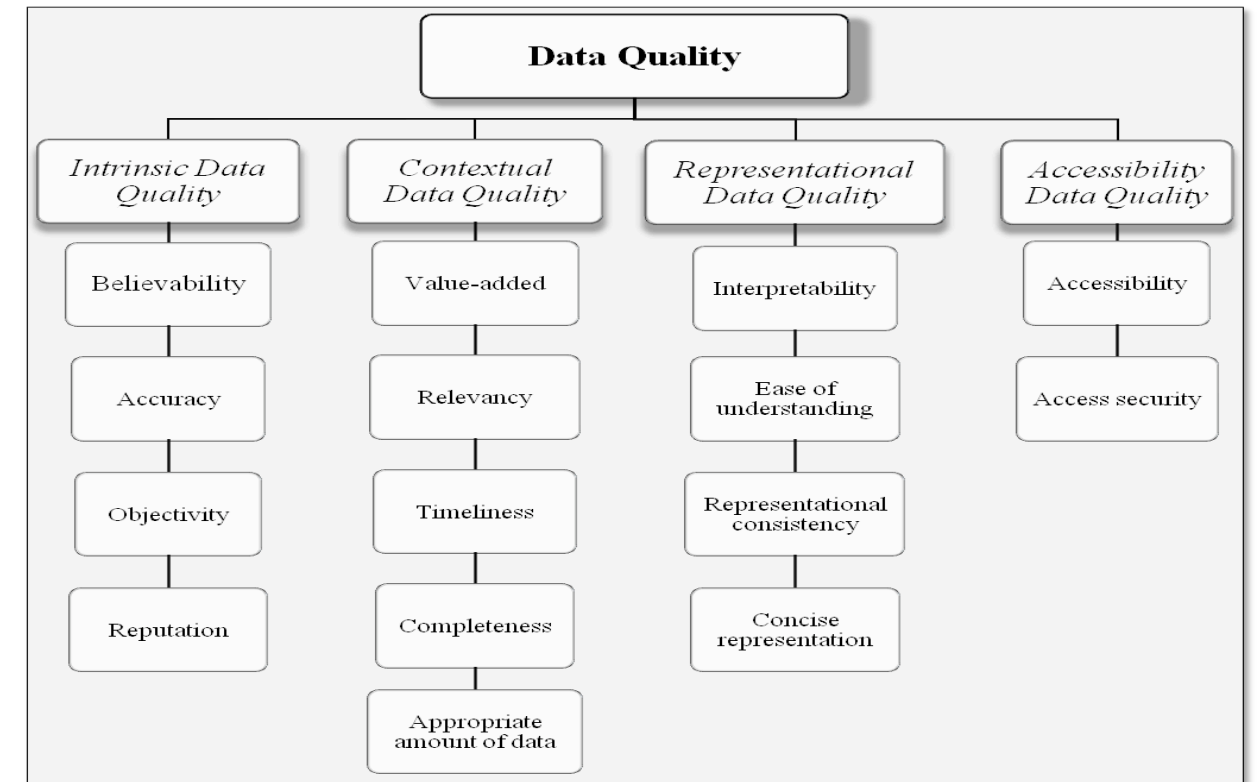 Data Quality
Intrinsic Data
Quality
Believability
Accuracy
Objectivity
Reputation
Contextual
Data Quality
Value-added
Relevancy
Timeliness
Completeness
Appropriate
amount of data
Representational
Data Quality
Interpretability
Ease of
understanding
Representational
consistency
Concise
representation
Accessibility
Data Quality
Accessibility
Access security